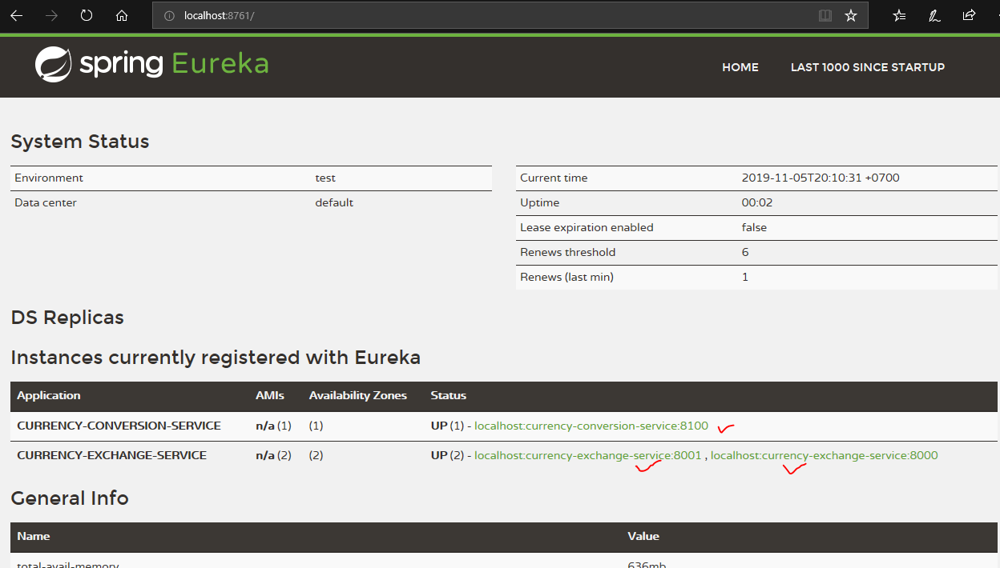 localhost:8761/
spring Eureka
HOME LAST 1000 SINCE STARTUP
System Status
Environment test
Data center default
Current time 2019-11-05T20:10:31 +0700
Uptime 00:02
Lease expiration enabled false
Renews threshold 6
Renews (last min) 1
DS Replicas
Instances currently registered with Eureka
Application AMIs Availability Zones Status
CURRENCY-CONVERSION-SERVICE n/a (1) (1) UP (1) - localhost:currency-conversion-service:8100
CURRENCY-EXCHANGE-SERVICE n/a (2) (2) UP (2) - localhost:currency-exchange-service:8001 , localhost:currency-exchange-service:8000
General Info
Name Value
total-avail-memory 636mb